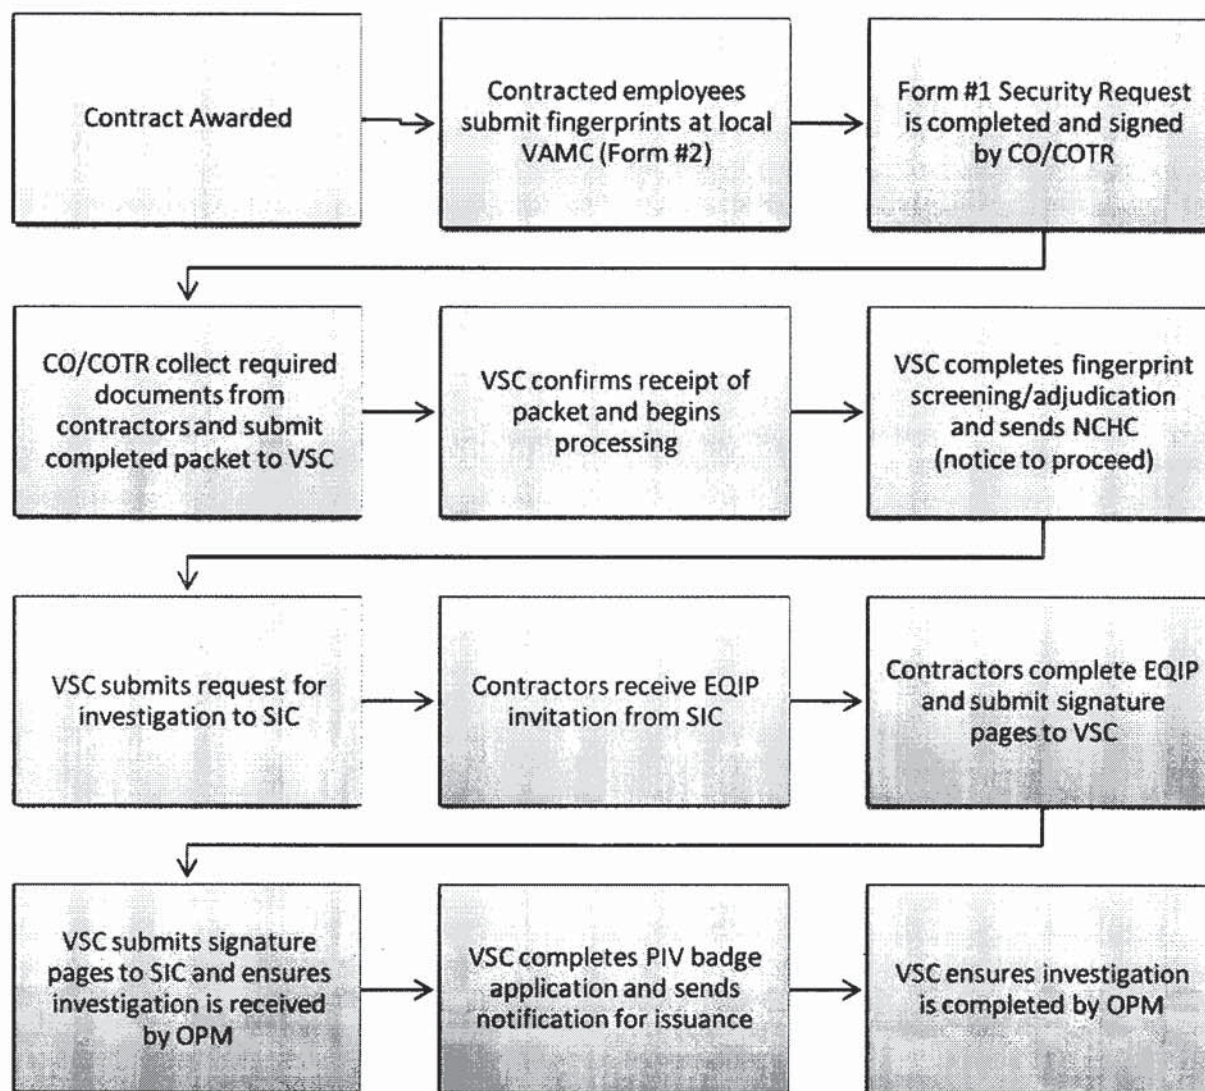 Contract Awarded
Contracted employees
submit fingerprints at local
VAMC (Form #2)
Form #1 Security Request
is completed and signed
by CO/COTR
CO/COTR collect required
documents from
contractors and submit
completed packet to VSC
VSC confirms receipt of
packet and begins
processing
VSC completes fingerprint
screening/adjudication
and sends NCHC
(notice to proceed)
VSC submits request for
investigation to SIC
Contractors receive EQIP
invitation from SIC
Contractors complete EQIP
and submit signature
pages to VSC
VSC submits signature
pages to SIC and ensures
investigation is received
by OPM
VSC completes PIV badge
application and sends
notification for issuance
VSC ensures investigation
is completed by OPM